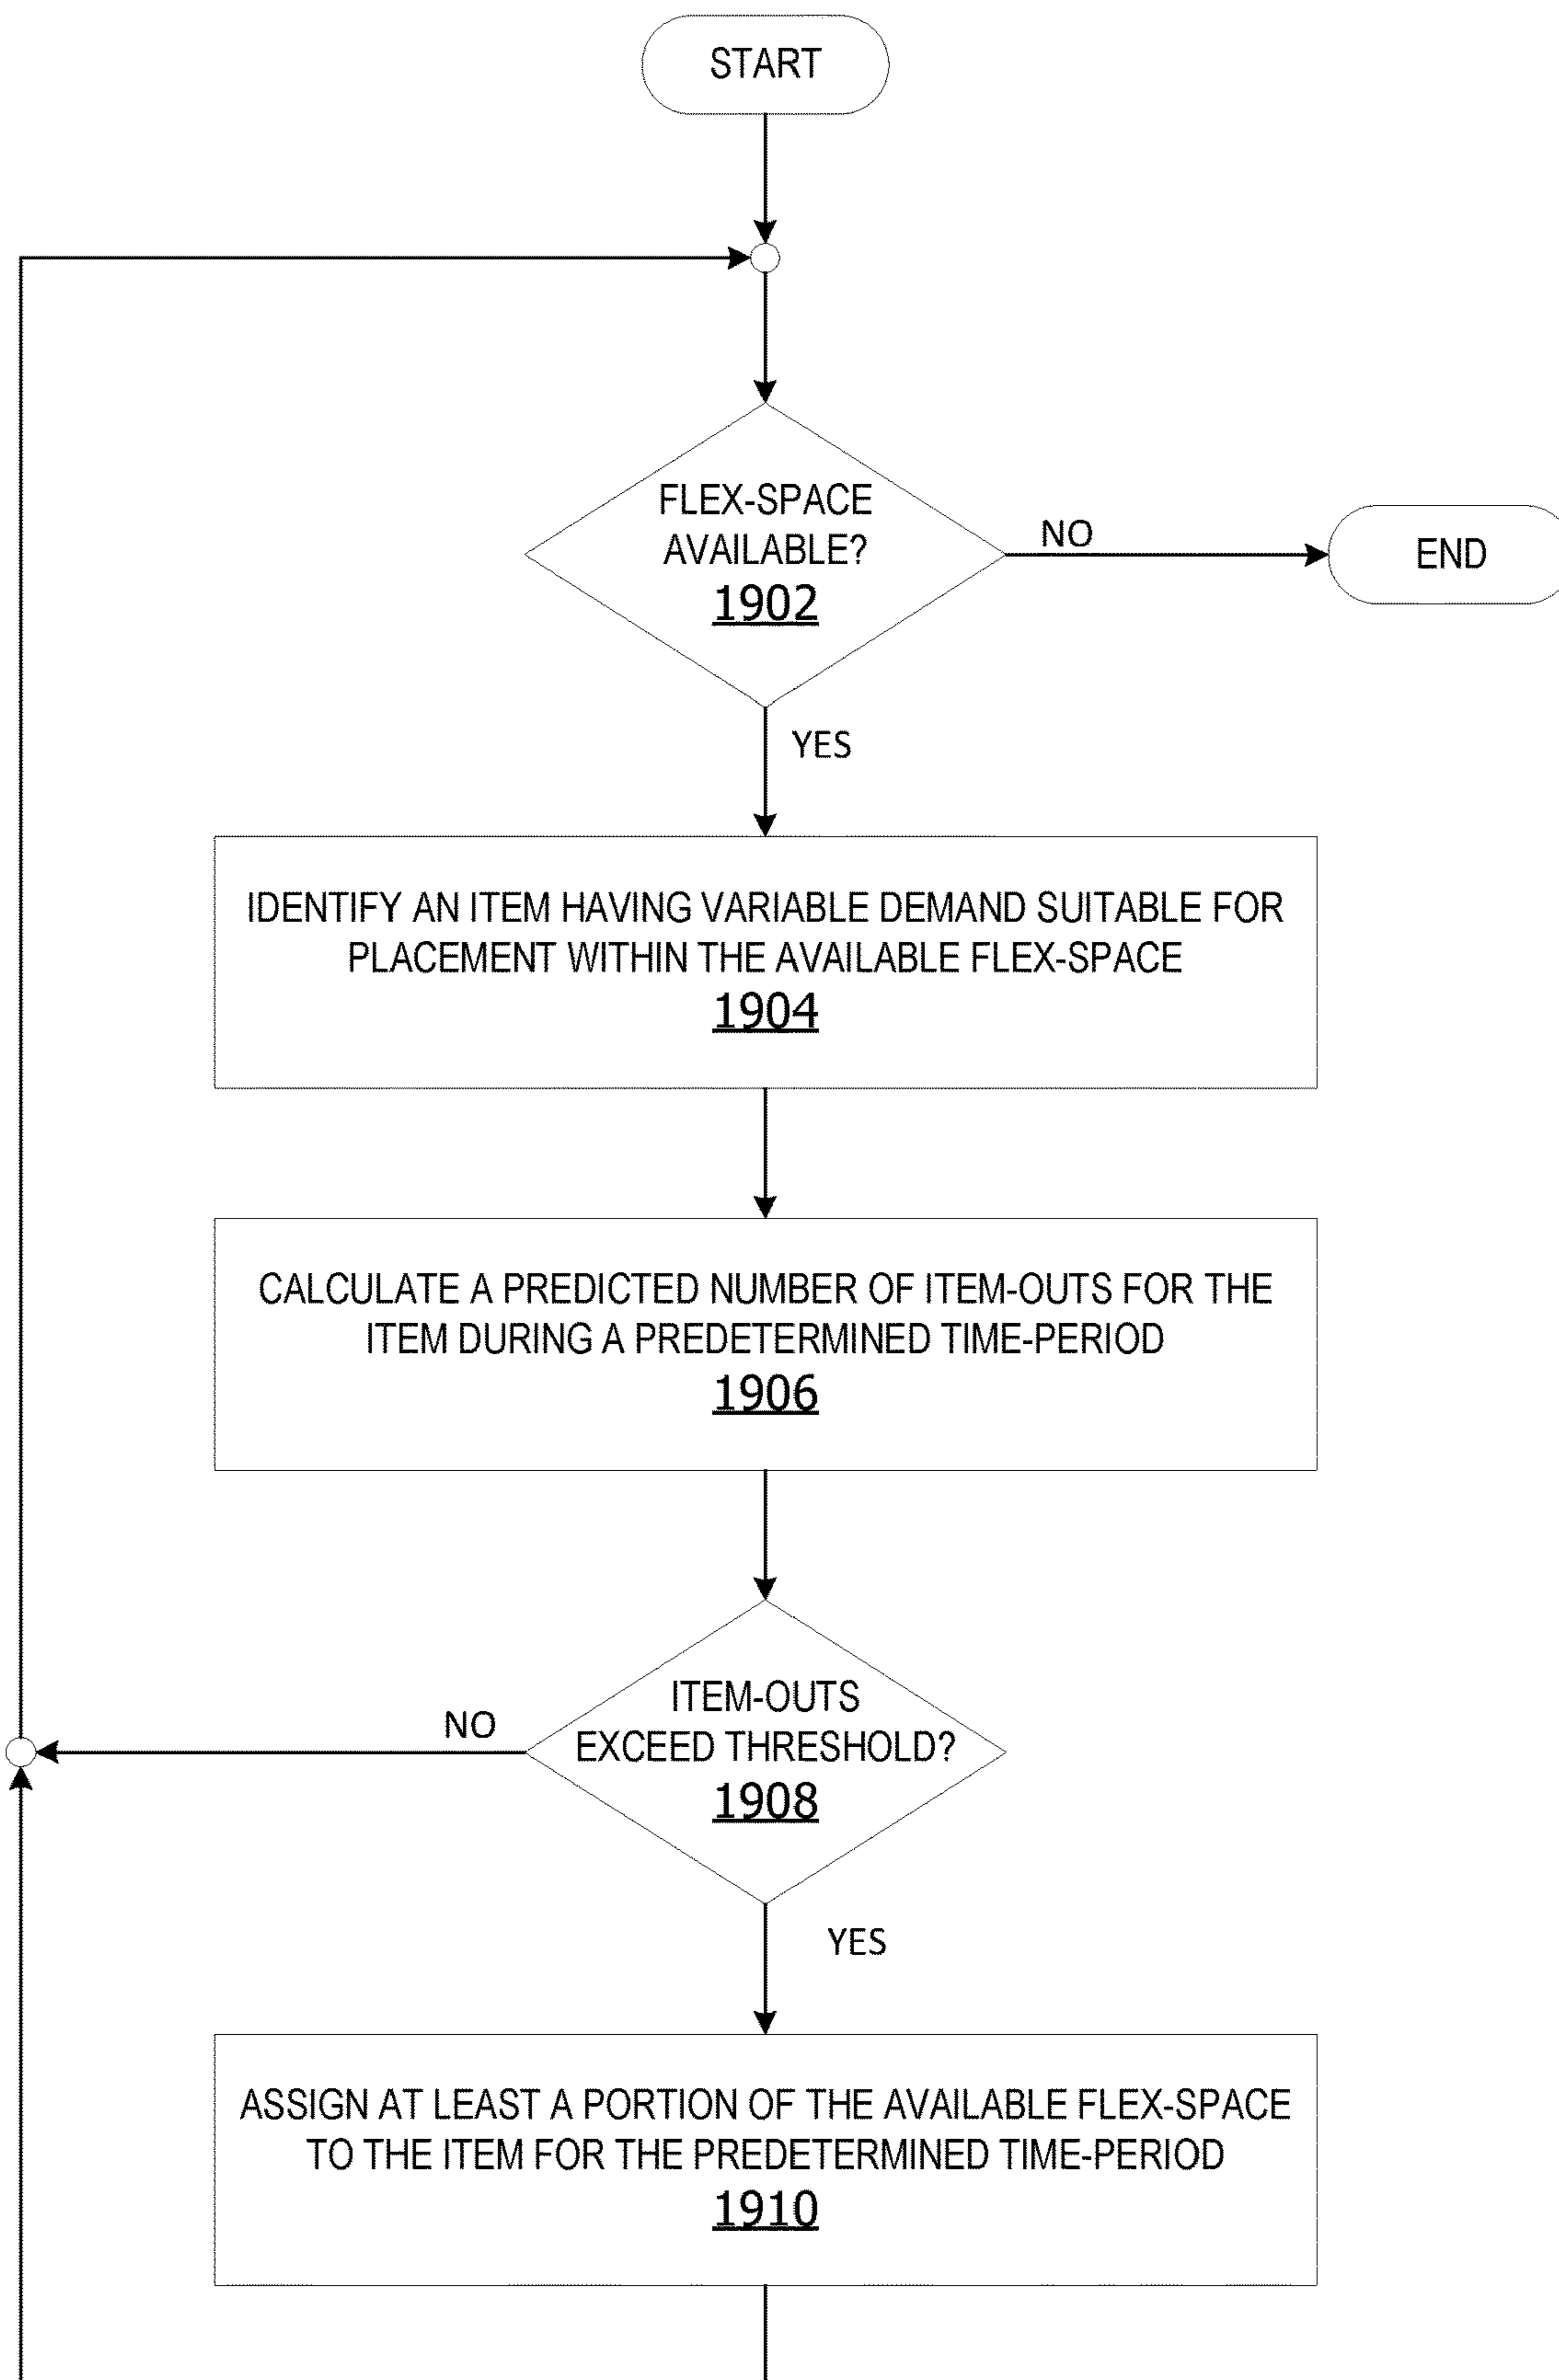 START
FLEX-SPACE
AVAILABLE?
1902
NO
END
YES
IDENTIFY AN ITEM HAVING VARIABLE DEMAND SUITABLE FOR
PLACEMENT WITHIN THE AVAILABLE FLEX-SPACE
1904
CALCULATE A PREDICTED NUMBER OF ITEM-OUTS FOR THE
ITEM DURING A PREDETERMINED TIME-PERIOD
1906
NO
ITEM-OUTS
EXCEED THRESHOLD?
1908
YES
ASSIGN AT LEAST A PORTION OF THE AVAILABLE FLEX-SPACE
TO THE ITEM FOR THE PREDETERMINED TIME-PERIOD
1910